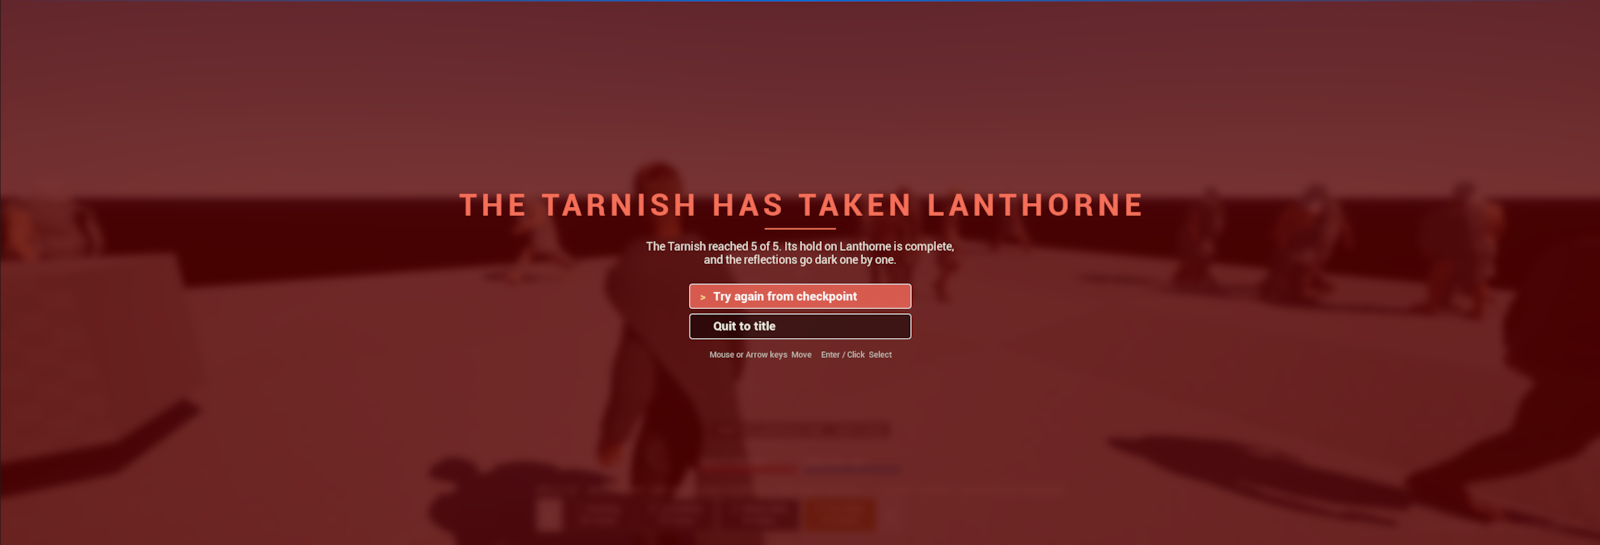 THE TARNISH HAS TAKEN LANTHORNE
The Tarnish reached 5 of 5. Its hold on Lanthorne is complete,
and the reflections go dark one by one.
> Try again from checkpoint
Quit to title
Mouse or Arrow keys Move Enter / Click Select